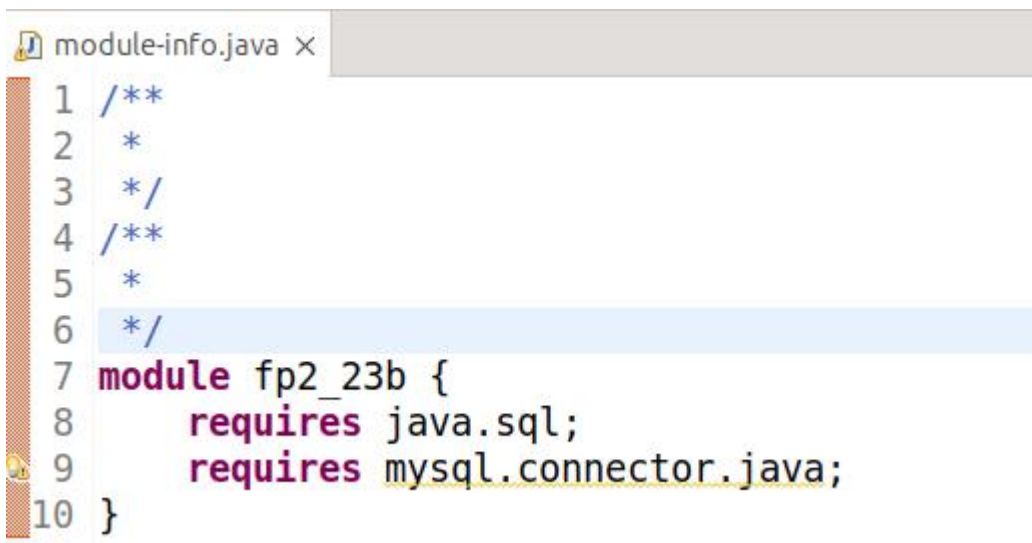 module-info.java ×
1 /**
2  *
3  */
4 /**
5  *
6  */
7 module fp2_23b {
8     requires java.sql;
9     requires mysql.connector.java;
10 }